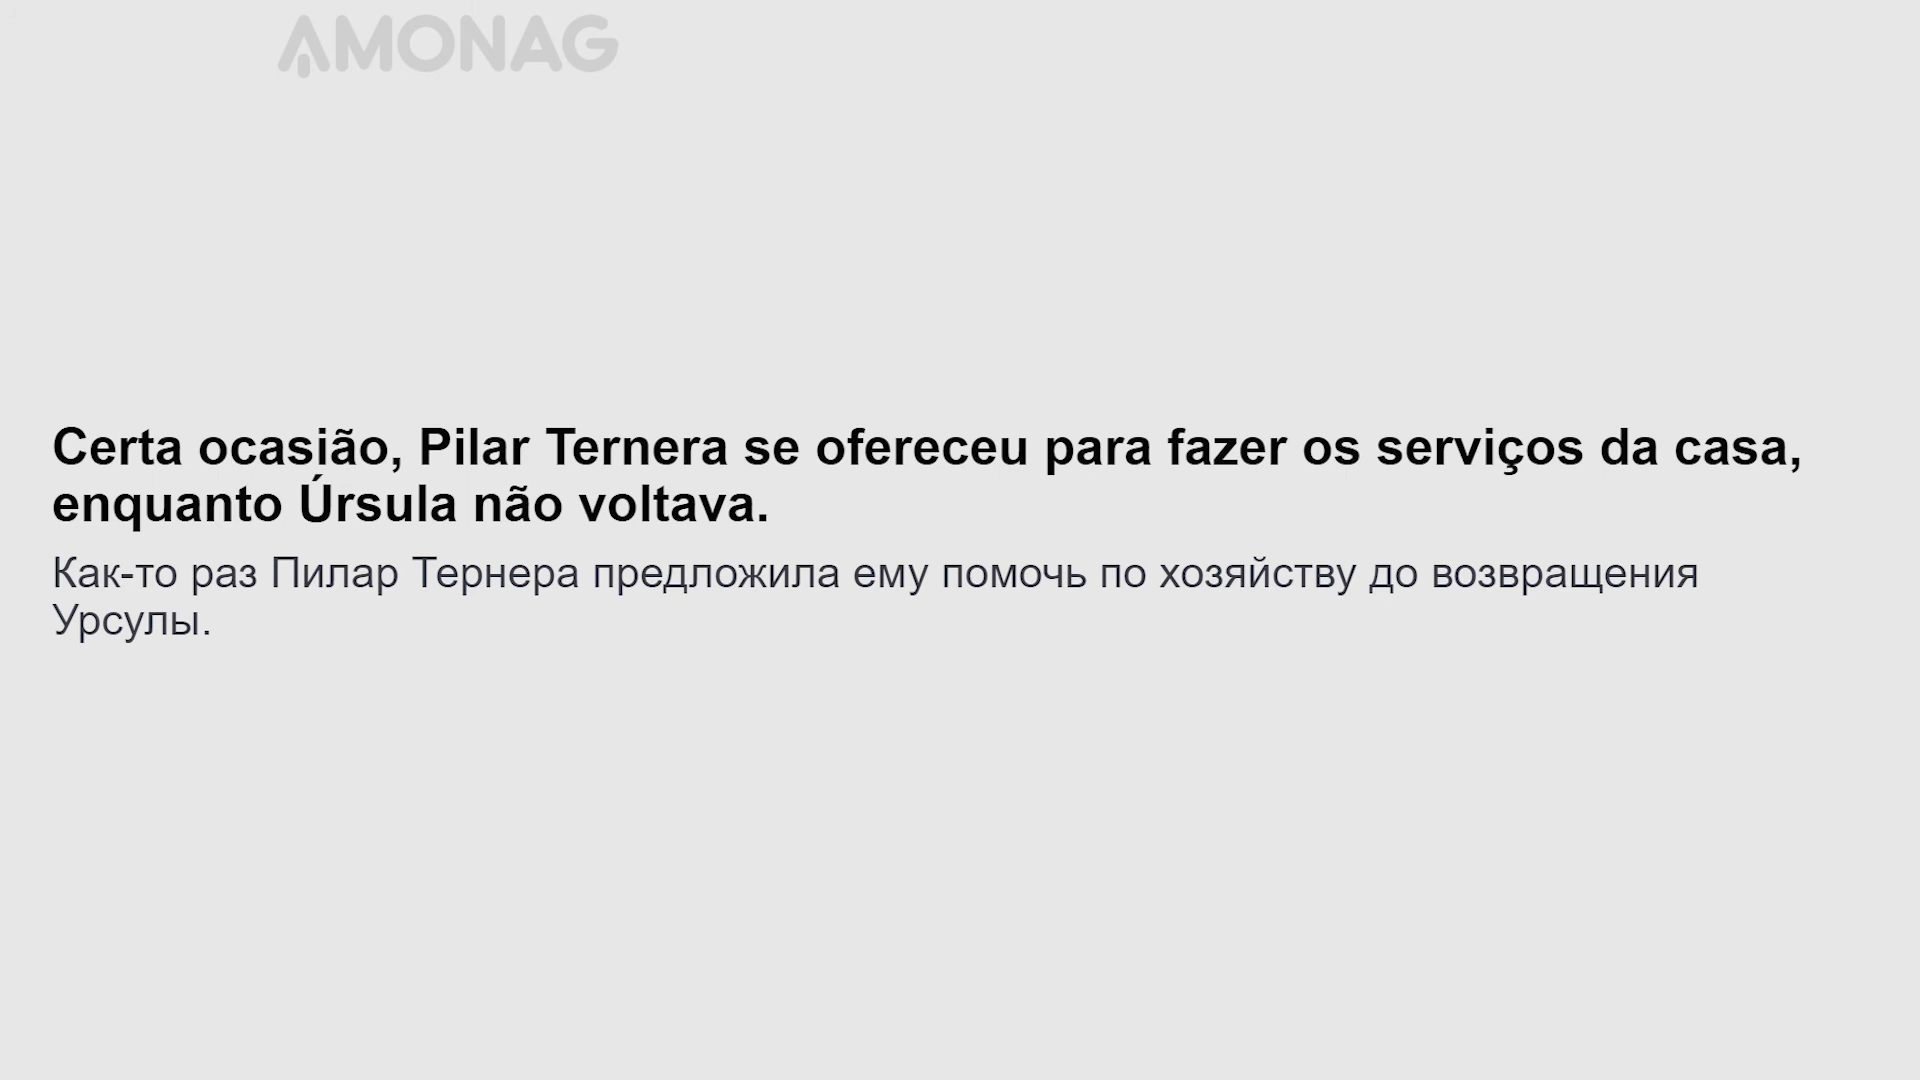 AMONAG
Certa ocasião, Pilar Ternera se ofereceu para fazer os serviços da casa,
enquanto Úrsula não voltava.
Как-то раз Пилар Тернера предложила ему помочь по хозяйству до возвращения
Урсулы.